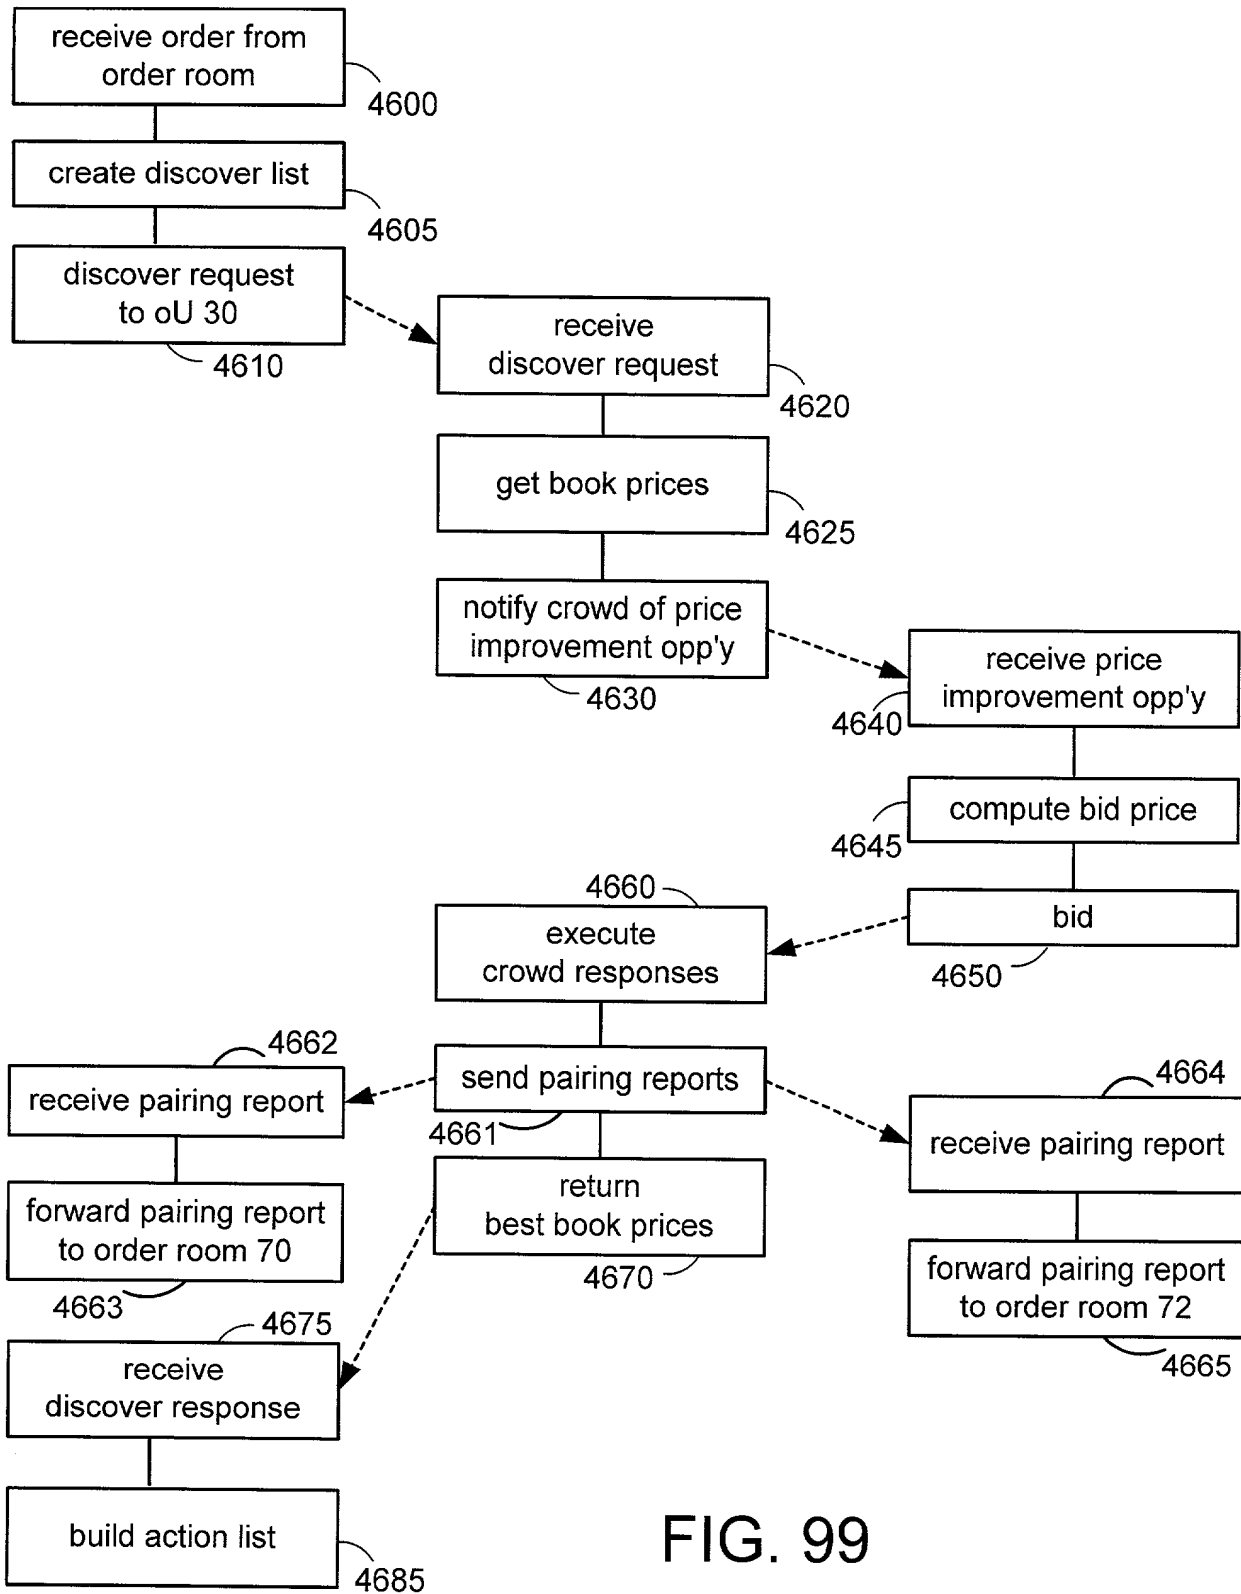 receive order from
order room
4600
create discover list
4605
discover request
to oU 30
4610
receive
discover request
4620
get book prices
4625
notify crowd of price
improvement opp'y
4630
receive price
improvement opp'y
4640
compute bid price
4645
bid
4650
4660
execute
crowd responses
send pairing reports
4661
4662
receive pairing report
forward pairing report
to order room 70
4663
4664
receive pairing report
forward pairing report
to order room 72
4665
return
best book prices
4670
4675
receive
discover response
build action list
4685
FIG. 99